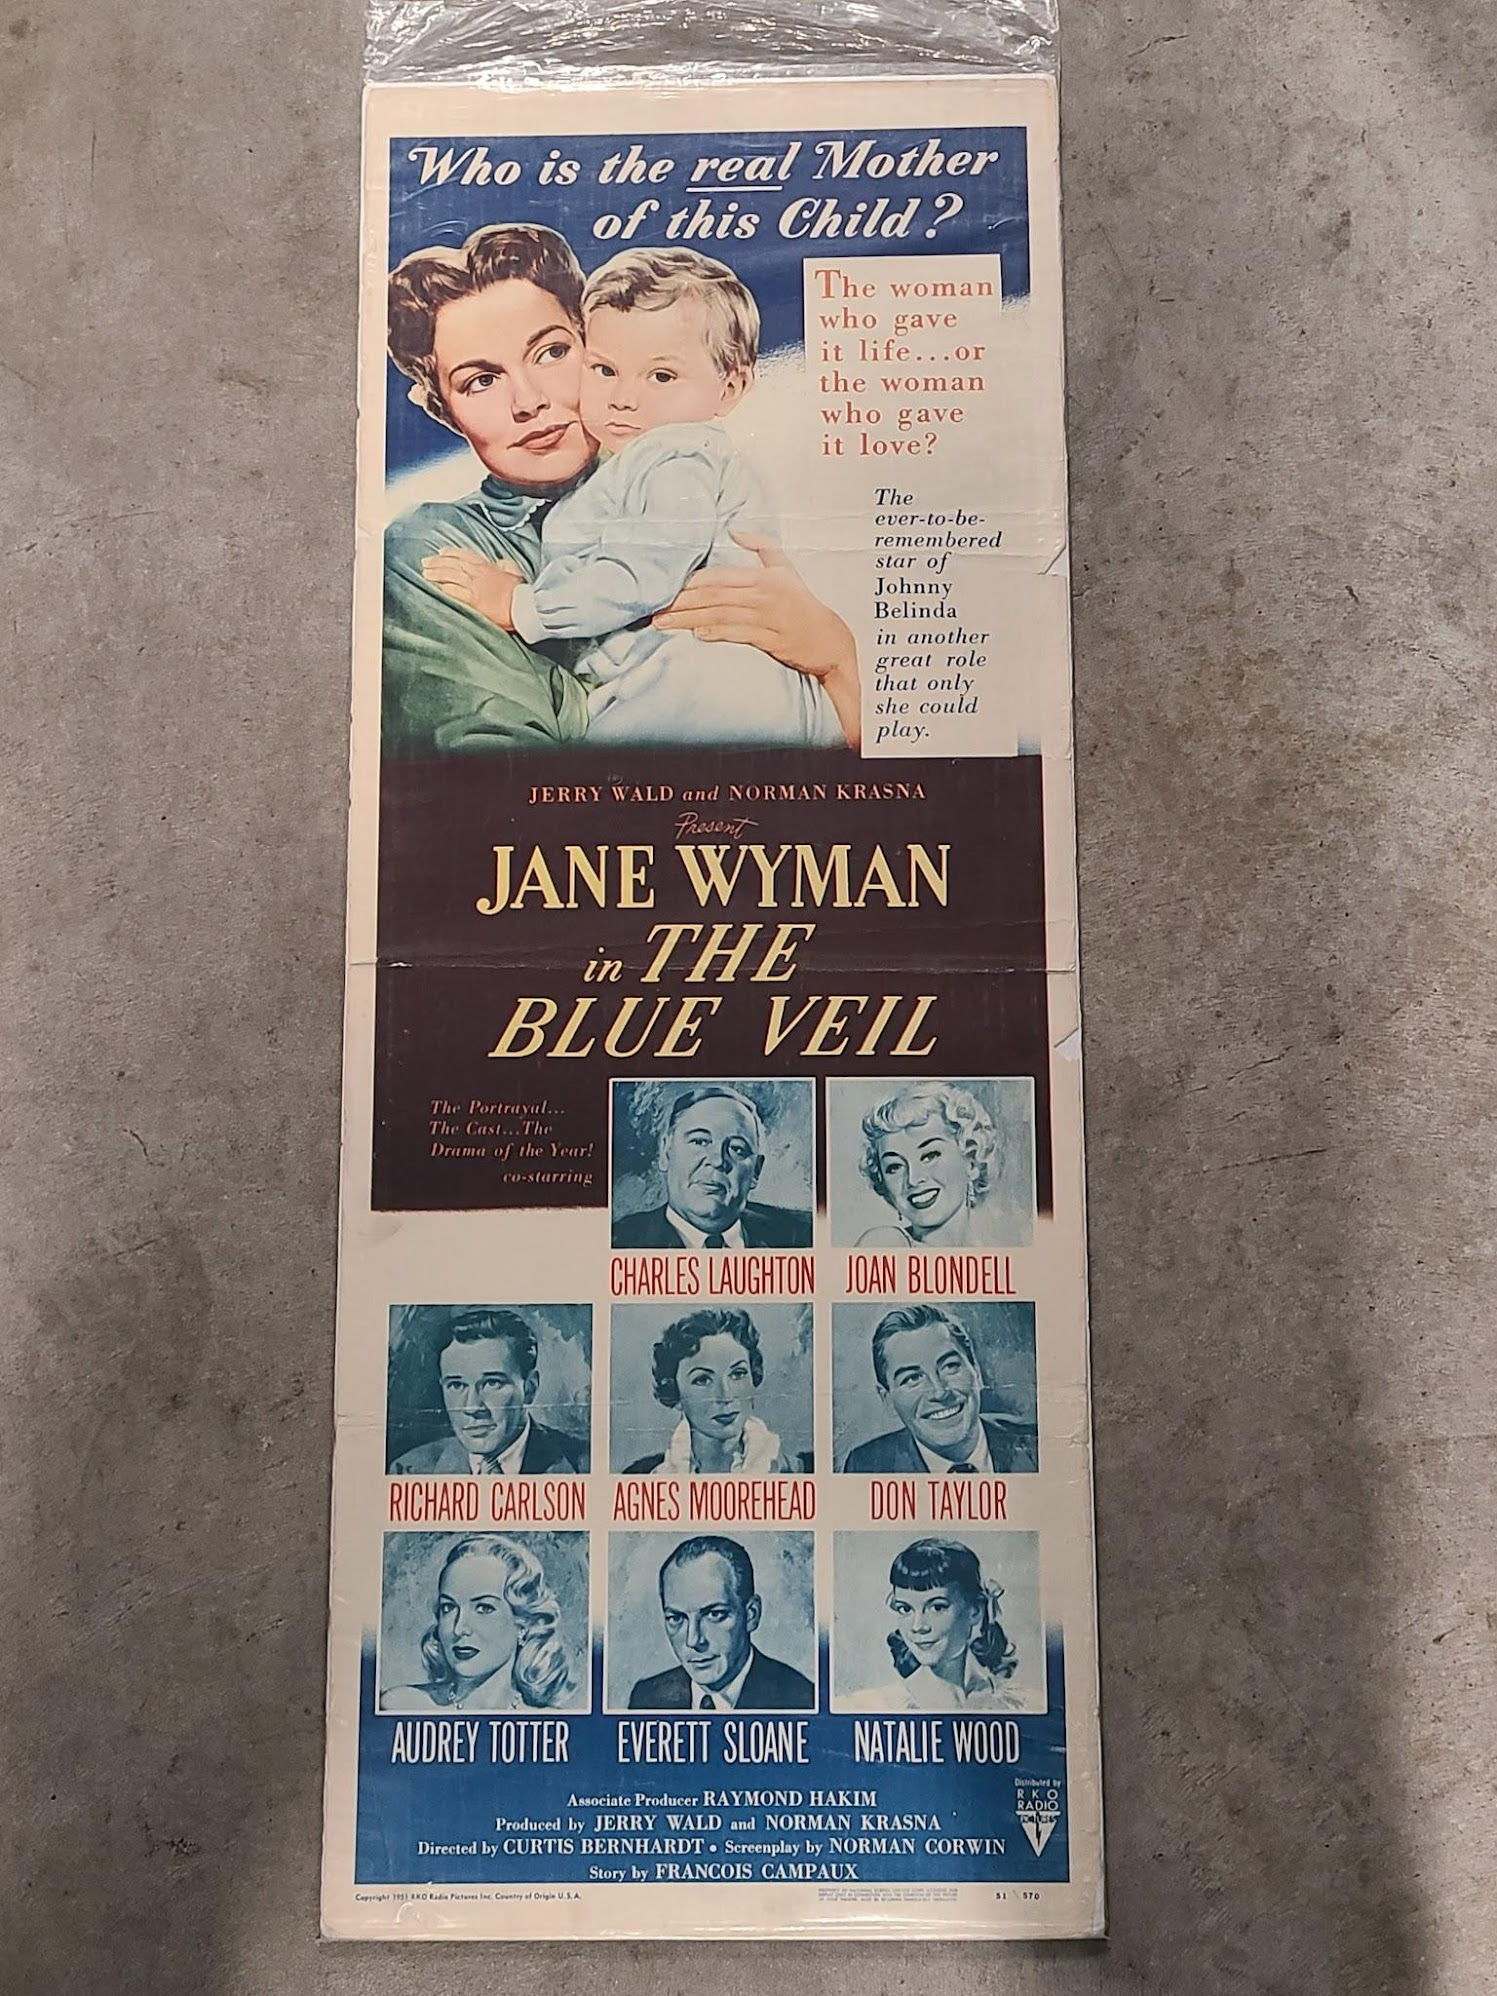 Who is the real Mother
of this Child?
The woman
who gave
it life...or
the woman
who gave
it love?
The
ever-to-be-
remembered
star of
Johnny
Belinda
in another
great role
that only
she could
play.
JERRY WALD and NORMAN KRASNA
Present
JANE WYMAN
in THE
BLUE VEIL
The Portrayal...
The Cast...The
Drama of the Year!
co-starring
CHARLES LAUGHTON JOAN BLONDELL
RICHARD CARLSON AGNES MOOREHEAD DON TAYLOR
AUDREY TOTTER EVERETT SLOANE NATALIE WOOD
Distributed by
RKO
RADIO
PICTURES
Associate Producer RAYMOND HAKIM
Produced by JERRY WALD and NORMAN KRASNA
Directed by CURTIS BERNHARDT • Screenplay by NORMAN CORWIN
Story by FRANCOIS CAMPAUX
Copyright 1951 RKO Radio Pictures Inc. Country of Origin U.S.A.
51 570